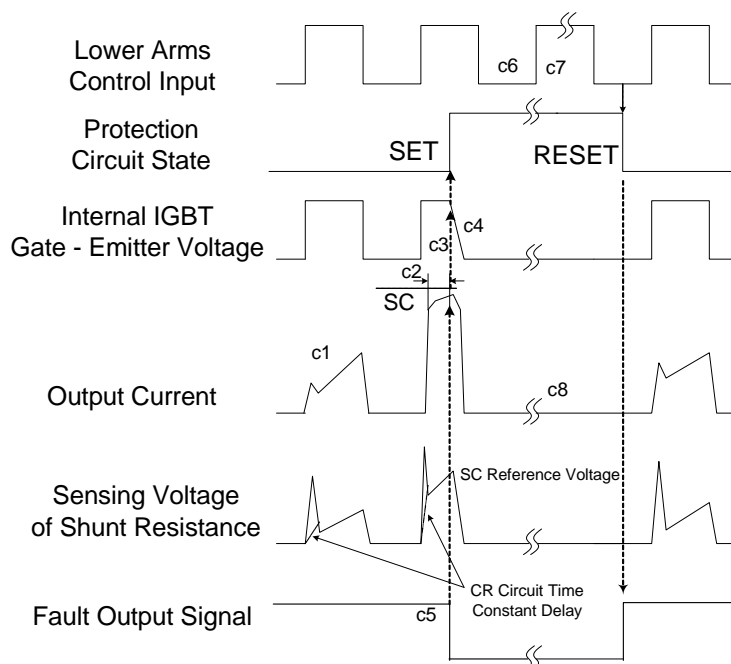 Lower Arms
Control Input
c6
c7
Protection
Circuit State
SET
RESET
Internal IGBT
Gate - Emitter Voltage
c4
c3
c2
SC
c1
Output Current
c8
SC Reference Voltage
Sensing Voltage
of Shunt Resistance
CR Circuit Time
Constant Delay
Fault Output Signal
c5